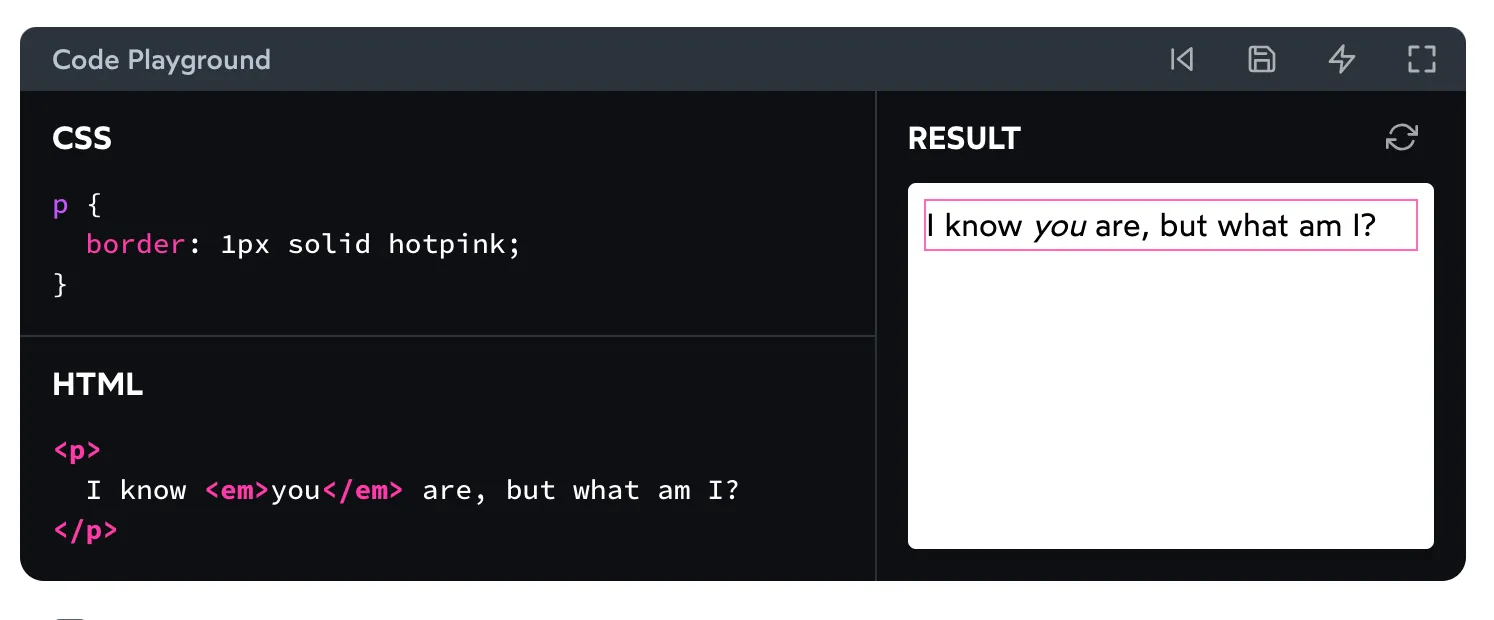 Code Playground
CSS
p {
  border: 1px solid hotpink;
}
HTML
<p>
  I know <em>you</em> are, but what am I?
</p>
RESULT
I know you are, but what am I?